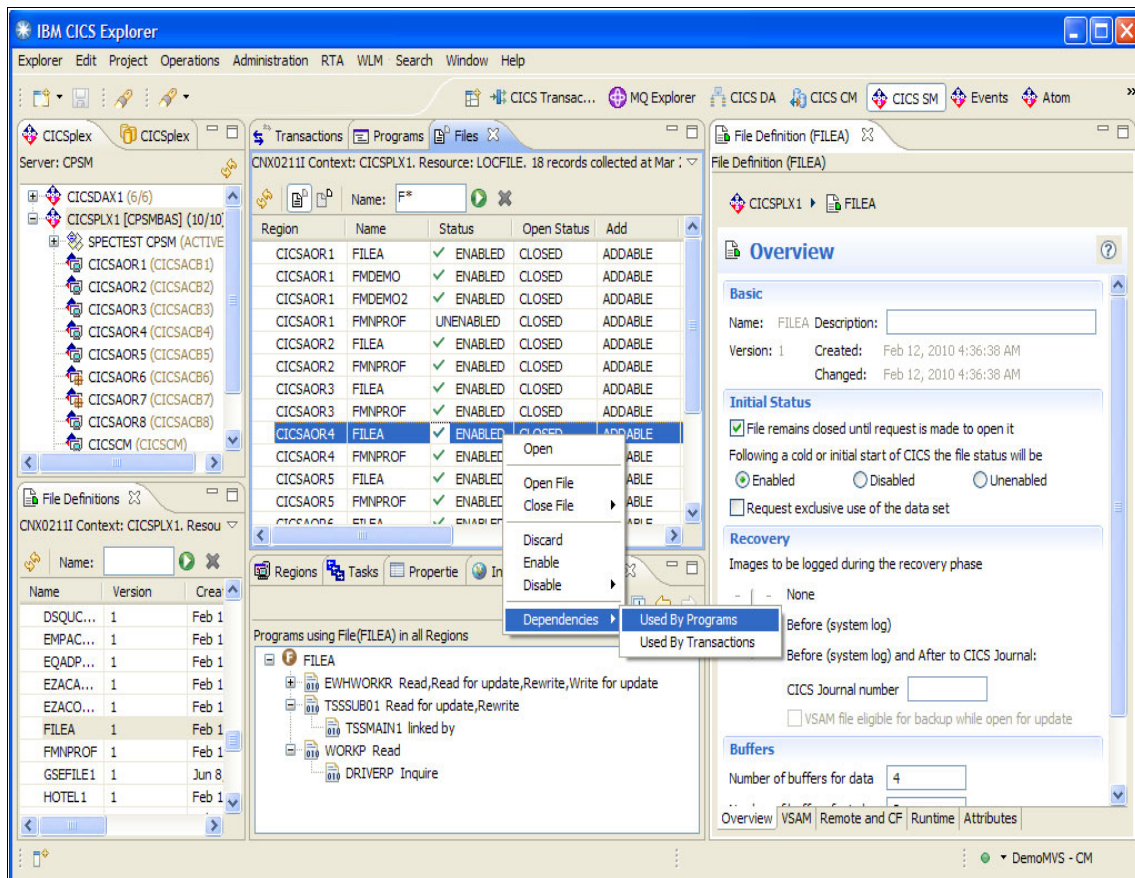 IBM CICS Explorer
Explorer Edit Project Operations Administration RTA WLM Search Window Help
CICS Transac... MQ Explorer CICS DA CICS CM CICS SM Events Atom »
CICSplex CICSplex
Server: CPSM
CICSDAX1 (6/6)
CICSPLX1 [CPSMBAS] (10/10)
SPECTEST CPSM (ACTIVE
CICSAOR1 (CICSACB1)
CICSAOR2 (CICSACB2)
CICSAOR3 (CICSACB3)
CICSAOR4 (CICSACB4)
CICSAOR5 (CICSACB5)
CICSAOR6 (CICSACB6)
CICSAOR7 (CICSACB7)
CICSAOR8 (CICSACB8)
CICSCM (CICSCM)
File Definitions
CNX0211I Context: CICSPLX1. Resou
Name:
Name Version Crea
DSQUC... 1 Feb 1
EMPAC... 1 Feb 1
EQADP... 1 Feb 1
EZACA... 1 Feb 1
EZACO... 1 Feb 1
FILEA 1 Feb 1
FMNPROF 1 Feb 1
GSEFILE1 1 Jun 8,
HOTEL1 1 Feb 1
Transactions Programs Files
CNX0211I Context: CICSPLX1. Resource: LOCFILE. 18 records collected at Mar
Name: F*
Region Name Status Open Status Add
CICSAOR1 FILEA ENABLED CLOSED ADDABLE
CICSAOR1 FMDEMO ENABLED CLOSED ADDABLE
CICSAOR1 FMDEMO2 ENABLED CLOSED ADDABLE
CICSAOR1 FMNPROF UNENABLED CLOSED ADDABLE
CICSAOR2 FILEA ENABLED CLOSED ADDABLE
CICSAOR2 FMNPROF ENABLED CLOSED ADDABLE
CICSAOR3 FILEA ENABLED CLOSED ADDABLE
CICSAOR3 FMNPROF ENABLED CLOSED ADDABLE
CICSAOR4 FILEA ENABLED CLOSED ADDABLE
CICSAOR4 FMNPROF ENABLED ABLE
CICSAOR5 FILEA ENABLED ABLE
CICSAOR5 FMNPROF ENABLED ABLE
CICSAOR6 FILEA ENABLED ABLE
Open
Open File
Close File
Discard
Enable
Disable
Dependencies
Used By Programs
Used By Transactions
Regions Tasks Propertie In
Programs using File(FILEA) in all Regions
FILEA
EWHWORKR Read,Read for update,Rewrite,Write for update
TSSSUB01 Read for update,Rewrite
TSSMAIN1 linked by
WORKP Read
DRIVERP Inquire
File Definition (FILEA)
File Definition (FILEA)
CICSPLX1 FILEA
Overview
Basic
Name: FILEA Description:
Version: 1 Created: Feb 12, 2010 4:36:38 AM
Changed: Feb 12, 2010 4:36:38 AM
Initial Status
File remains closed until request is made to open it
Following a cold or initial start of CICS the file status will be
Enabled Disabled Unenabled
Request exclusive use of the data set
Recovery
Images to be logged during the recovery phase
None
Before (system log)
Before (system log) and After to CICS Journal:
CICS Journal number
VSAM file eligible for backup while open for update
Buffers
Number of buffers for data 4
Overview VSAM Remote and CF Runtime Attributes
DemoMVS - CM